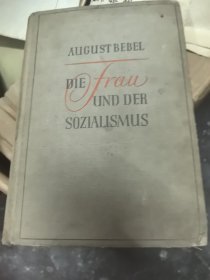 AUGUST BEBEL
DIE Frau
UND DER
SOZIALISMUS